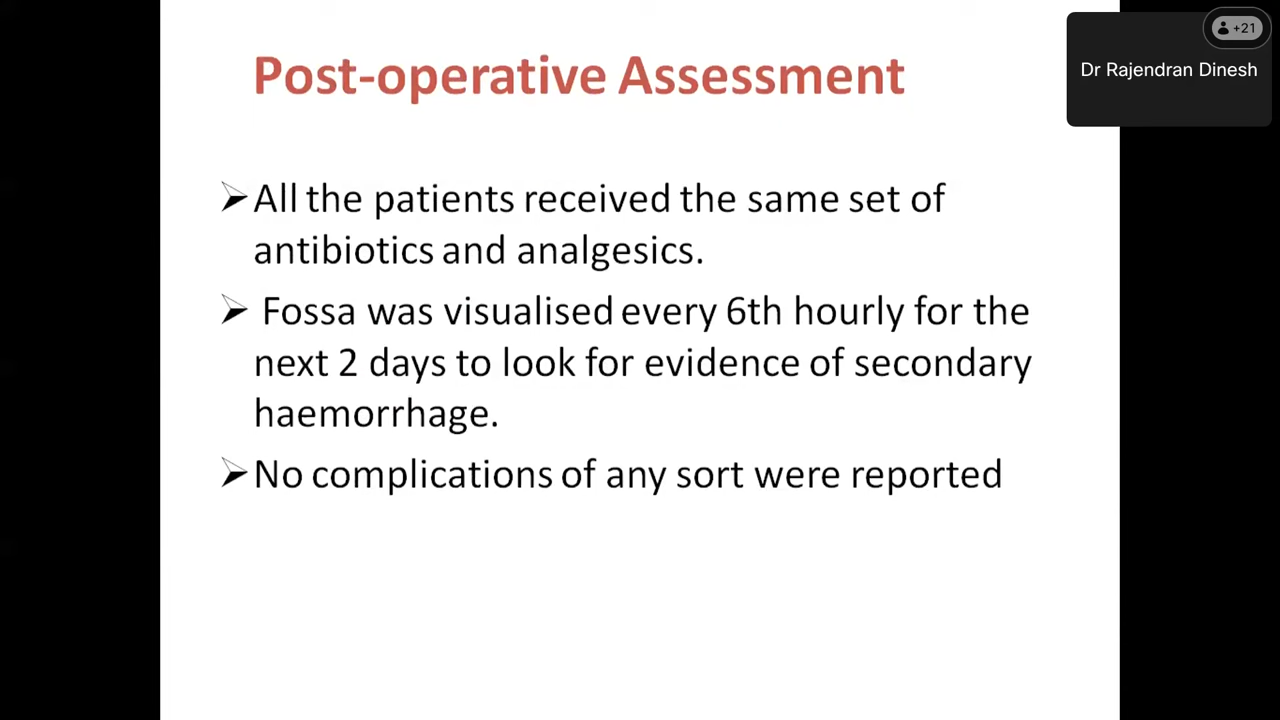 Post-operative Assessment
+21
Dr Rajendran Dinesh
➢All the patients received the same set of
antibiotics and analgesics.
➢ Fossa was visualised every 6th hourly for the
next 2 days to look for evidence of secondary
haemorrhage.
➢No complications of any sort were reported